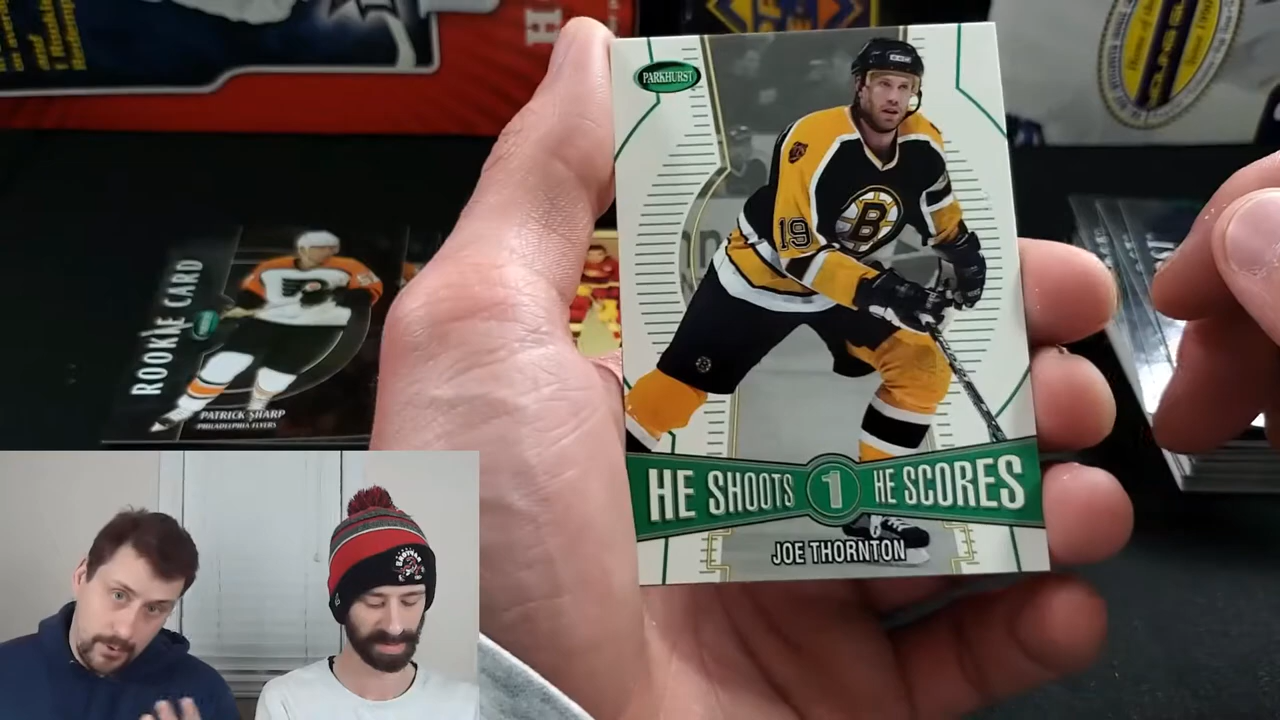 PARKHURST
19
B
HE SHOOTS 1 HE SCORES
JOE THORNTON
ROOKIE CARD
PATRICK SHARP
PHILADELPHIA FLYERS
H